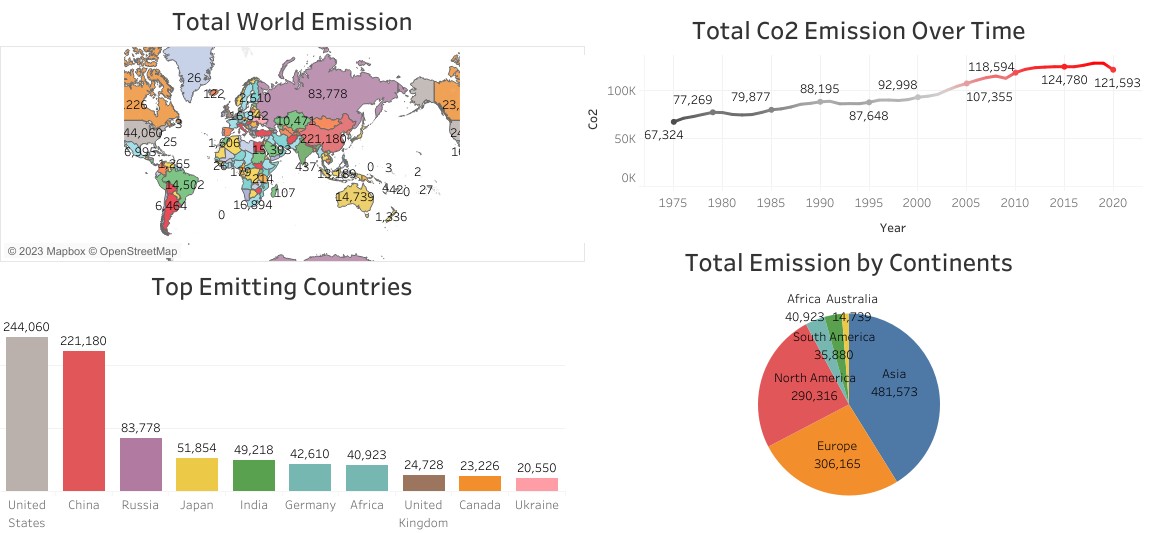 Total World Emission
26
122
226
2,510
83,778
23,
16,842
3
44,060
25
10,471
221,180
24
6,995
1,606
15,393
1,365
26
179
214
437
13,189
0
3
2
14,502
107
14,739
442
0
27
6,464
16,894
0
1,336
© 2023 Mapbox © OpenStreetMap
Total Co2 Emission Over Time
Co2
100K
50K
0K
67,324
77,269
79,877
88,195
87,648
92,998
107,355
118,594
124,780
121,593
1975
1980
1985
1990
1995
2000
2005
2010
2015
2020
Year
Top Emitting Countries
244,060
221,180
83,778
51,854
49,218
42,610
40,923
24,728
23,226
20,550
United
States
China
Russia
Japan
India
Germany
Africa
United
Kingdom
Canada
Ukraine
Total Emission by Continents
Africa
40,923
Australia
14,739
South America
35,880
North America
290,316
Asia
481,573
Europe
306,165